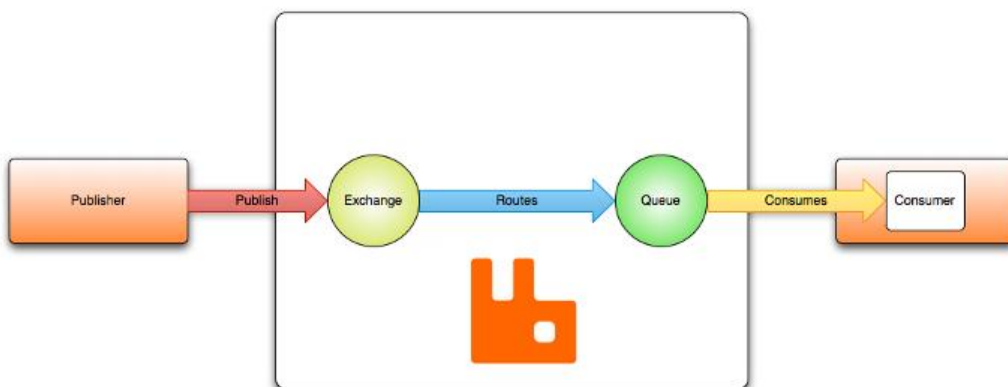 Publisher
Publish
Exchange
Routes
Queue
Consumes
Consumer